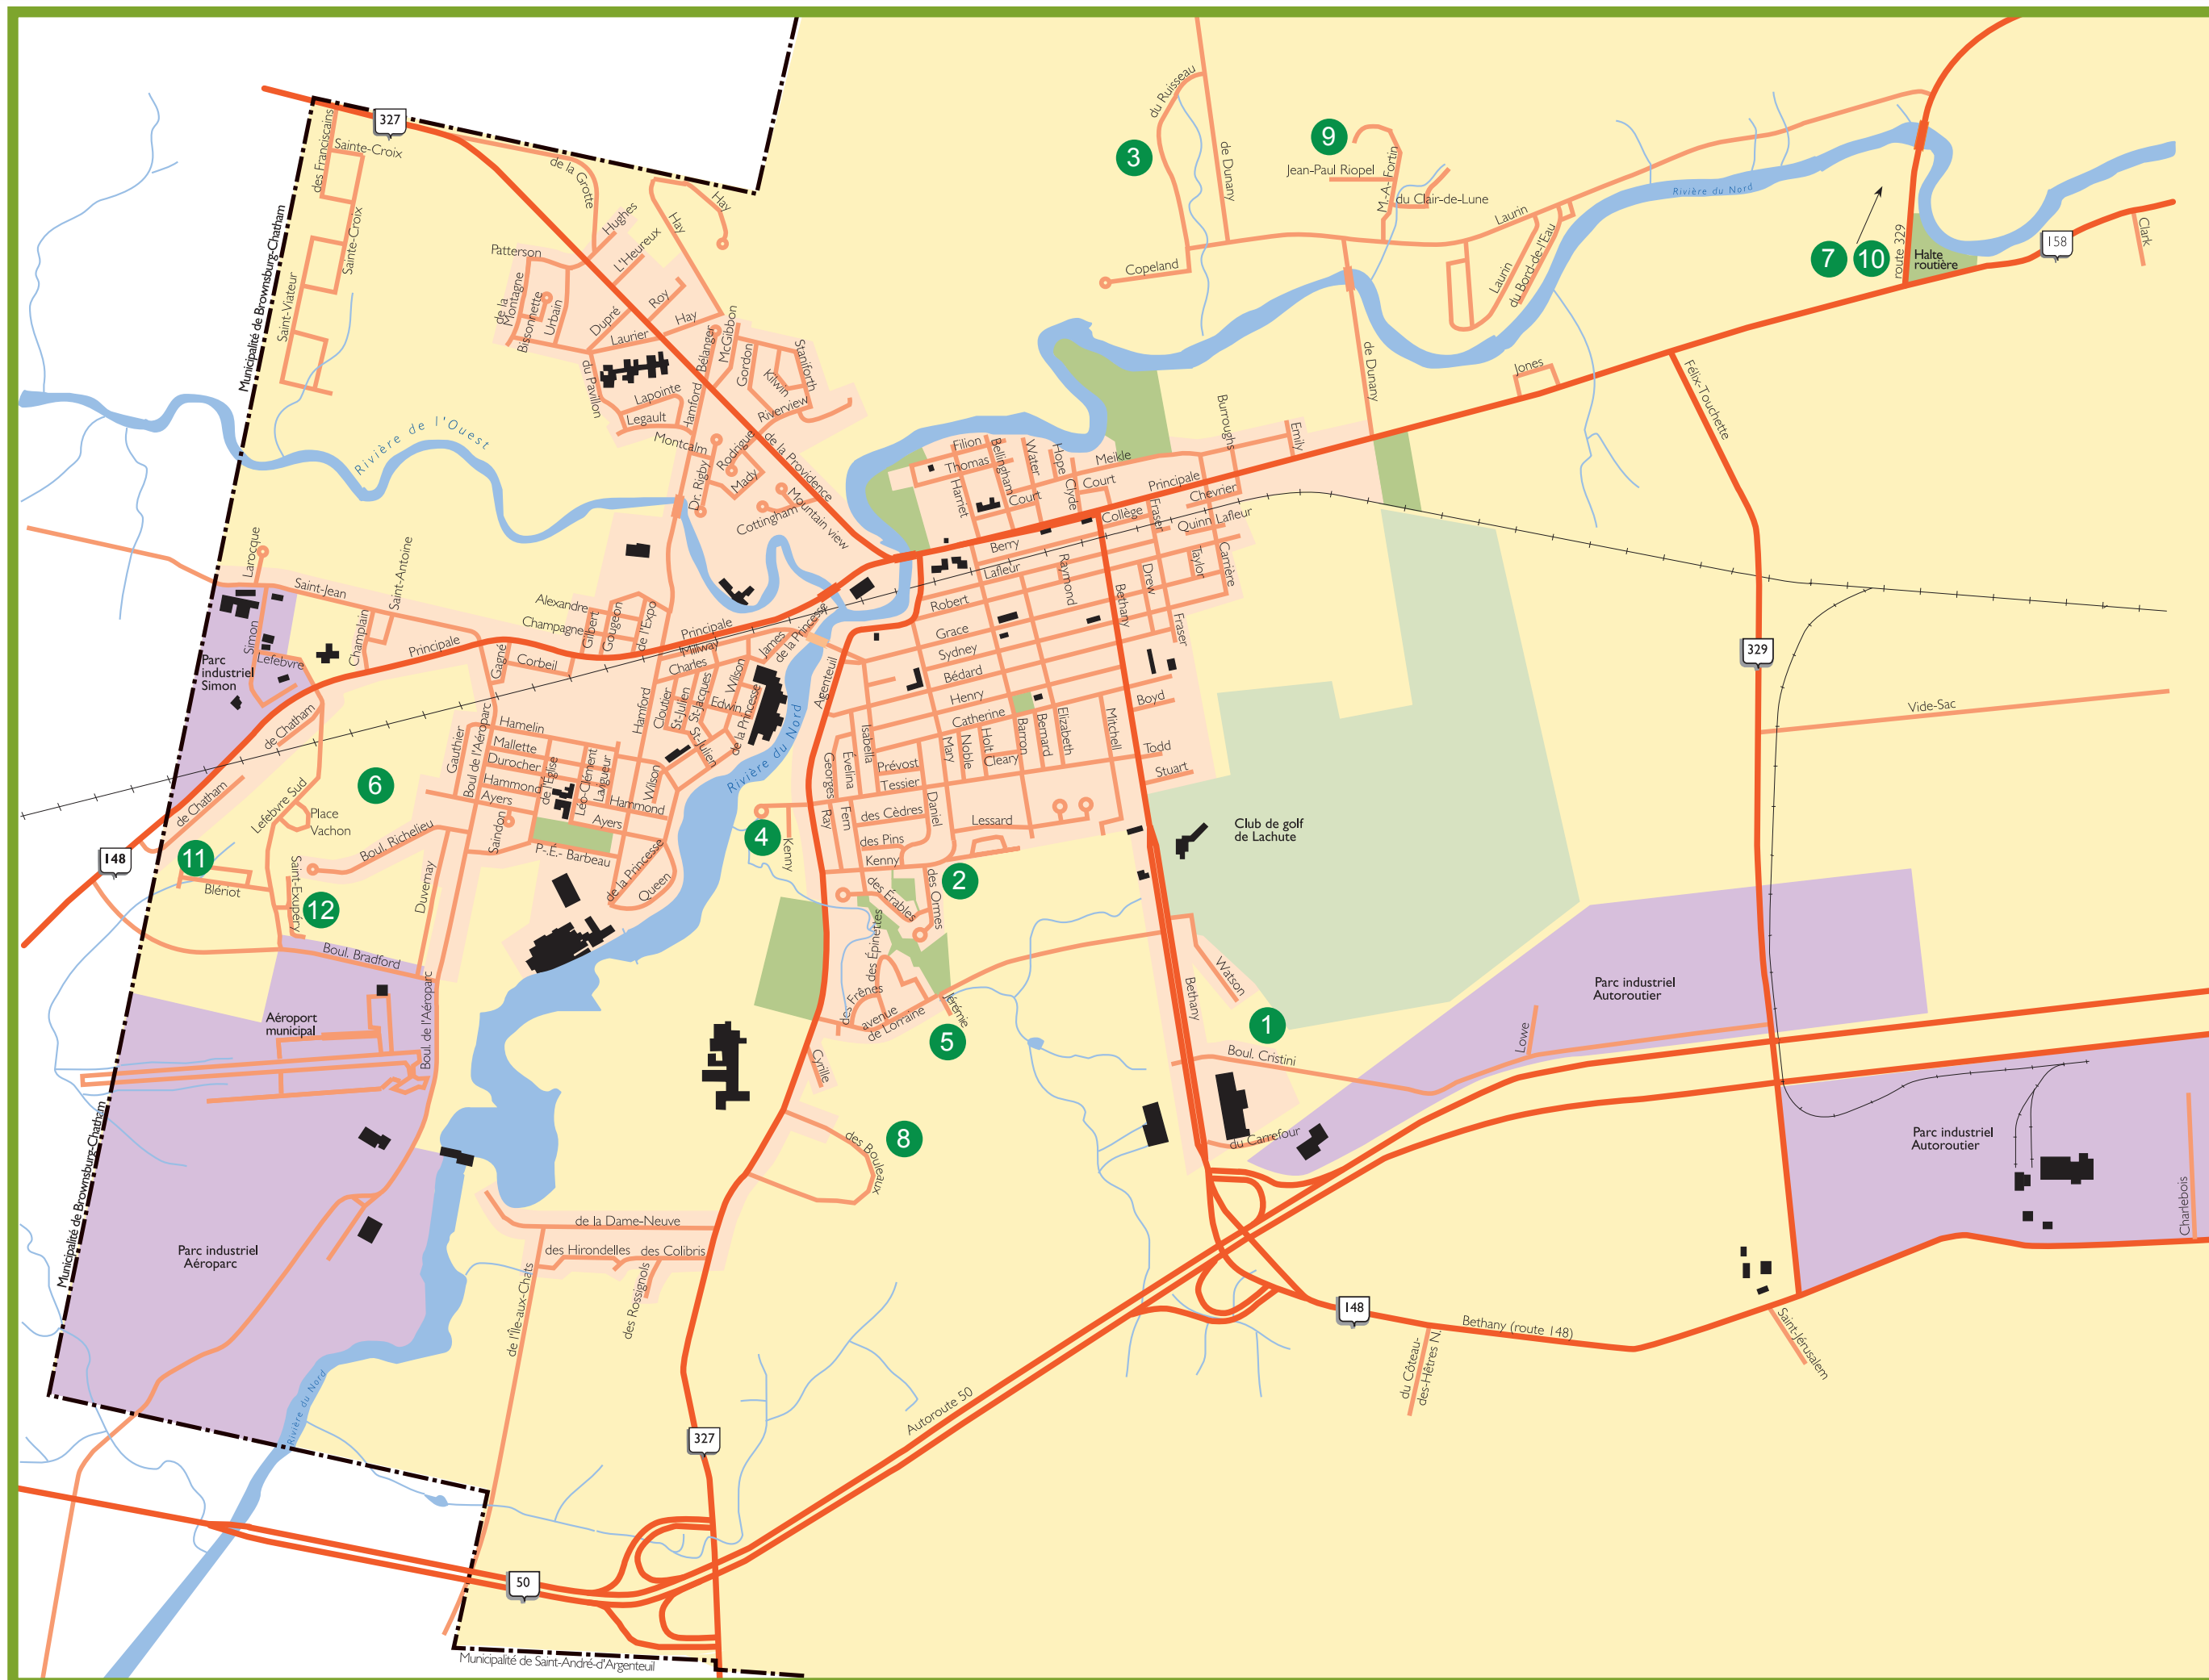 327
Sainte-Croix
des Franciscains
Sainte-Croix
Saint-Viateur
Municipalité de Brownsburg-Chatham
de la Grotte
Hay
Hay
Hughes
L'Heureux
Patterson
de la
Montagne
Bissonnette
Urbain
Dupré
Roy
Hay
Laurier
du Pavillon
Lapointe
Legault
Hamford
Bélanger
McGibbon
Gordon
Kilwin
Staniforth
Riverview
Montcalm
Rodrigue
de la Providence
Dr. Rigby
Mady
Cottingham
Mountain view
Rivière de l'Ouest
3
du Ruisseau
de Dunany
9
Jean-Paul Riopel
M.-A. Fortin
du Clair-de-Lune
Laurin
Laurin
du Bord-de-l'Eau
Rivière du Nord
Copeland
7
10
route 329
Halte
routière
158
Clark
de Dunany
Jones
Félix-Touchette
Burroughs
Emily
Filion
Thomas
Bellingham
Water
Hope
Meikle
Harriet
Court
Clyde
Court
Principale
Chevrier
Collège
Fraser
Quinn
Lafleur
Berry
Lafleur
Raymond
Taylor
Carrière
Drew
Robert
Bethany
Fraser
Grace
Sydney
Bédard
Henry
Catherine
Boyd
Larocque
Saint-Jean
Saint-Antoine
Champlain
Simon
Lefebvre
Parc
industriel
Simon
Principale
Alexandre
Champagne
Gilbert
Gougeon
de l'Expo
Principale
Gagné
Corbeil
Millway
Charles
James
de la Princesse
Hamford
Cloutier
St-Julien
St-Jacques
Wilson
Edwin
de la Princesse
St-Julien
Argenteuil
Rivière du Nord
de Chatham
de Chatham
Gauthier
Boul de l'Aéroparc
Hamelin
Mallette
Durocher
Hammond
Ayers
de l'Église
Léo-Clément
Lavigueur
Wilson
Hammond
Ayers
Saindon
P.-É.- Barbeau
de la Princesse
Queen
6
Lefebvre Sud
Place
Vachon
Boul. Richelieu
148
11
Blériot
Saint-Exupéry
12
Duvernay
Boul. Bradford
Boul. de l'Aéroparc
Aéroport
municipal
Parc industriel
Aéroparc
Municipalité de Brownsburg-Chatham
Isabella
Evelina
Georges
Prévost
Tessier
Mary
Noble
Holt
Cleary
Barron
Bernard
Elizabeth
Mitchell
Todd
Stuart
Ray
Fern
des Cèdres
Daniel
des Pins
Kenny
Lessard
4
Kenny
2
des Érables
des Ormes
des Épinettes
des Frênes
avenue
de Lorraine
Jérémie
5
Cyrille
8
des Bouleaux
Club de golf
de Lachute
Watson
Bethany
1
Boul. Cristini
du Carrefour
Lowe
Parc industriel
Autoroutier
329
Vide-Sac
Parc industriel
Autoroutier
Charlebois
de la Dame-Neuve
des Hirondelles
des Colibris
des Rossignols
de l'Île-aux-Chats
148
Bethany (route 148)
du Côteau-
des-Hêtres N.
Saint-Jérusalem
Autoroute 50
327
Rivière du Nord
50
Municipalité de Saint-André-d'Argenteuil